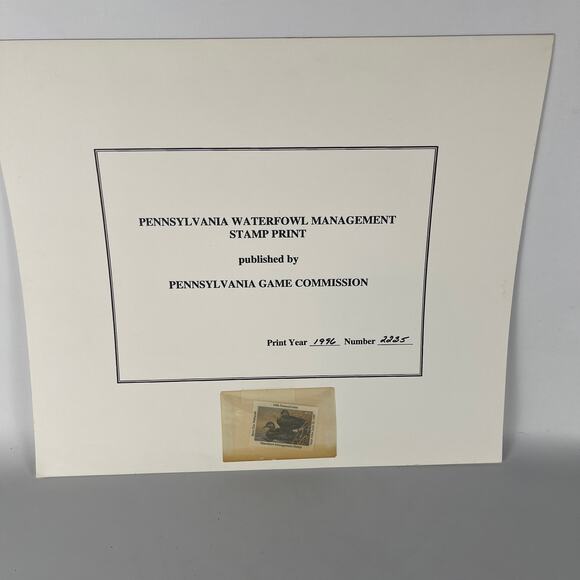 PENNSYLVANIA WATERFOWL MANAGEMENT
STAMP PRINT
published by
PENNSYLVANIA GAME COMMISSION
Print Year 1996 Number 2235